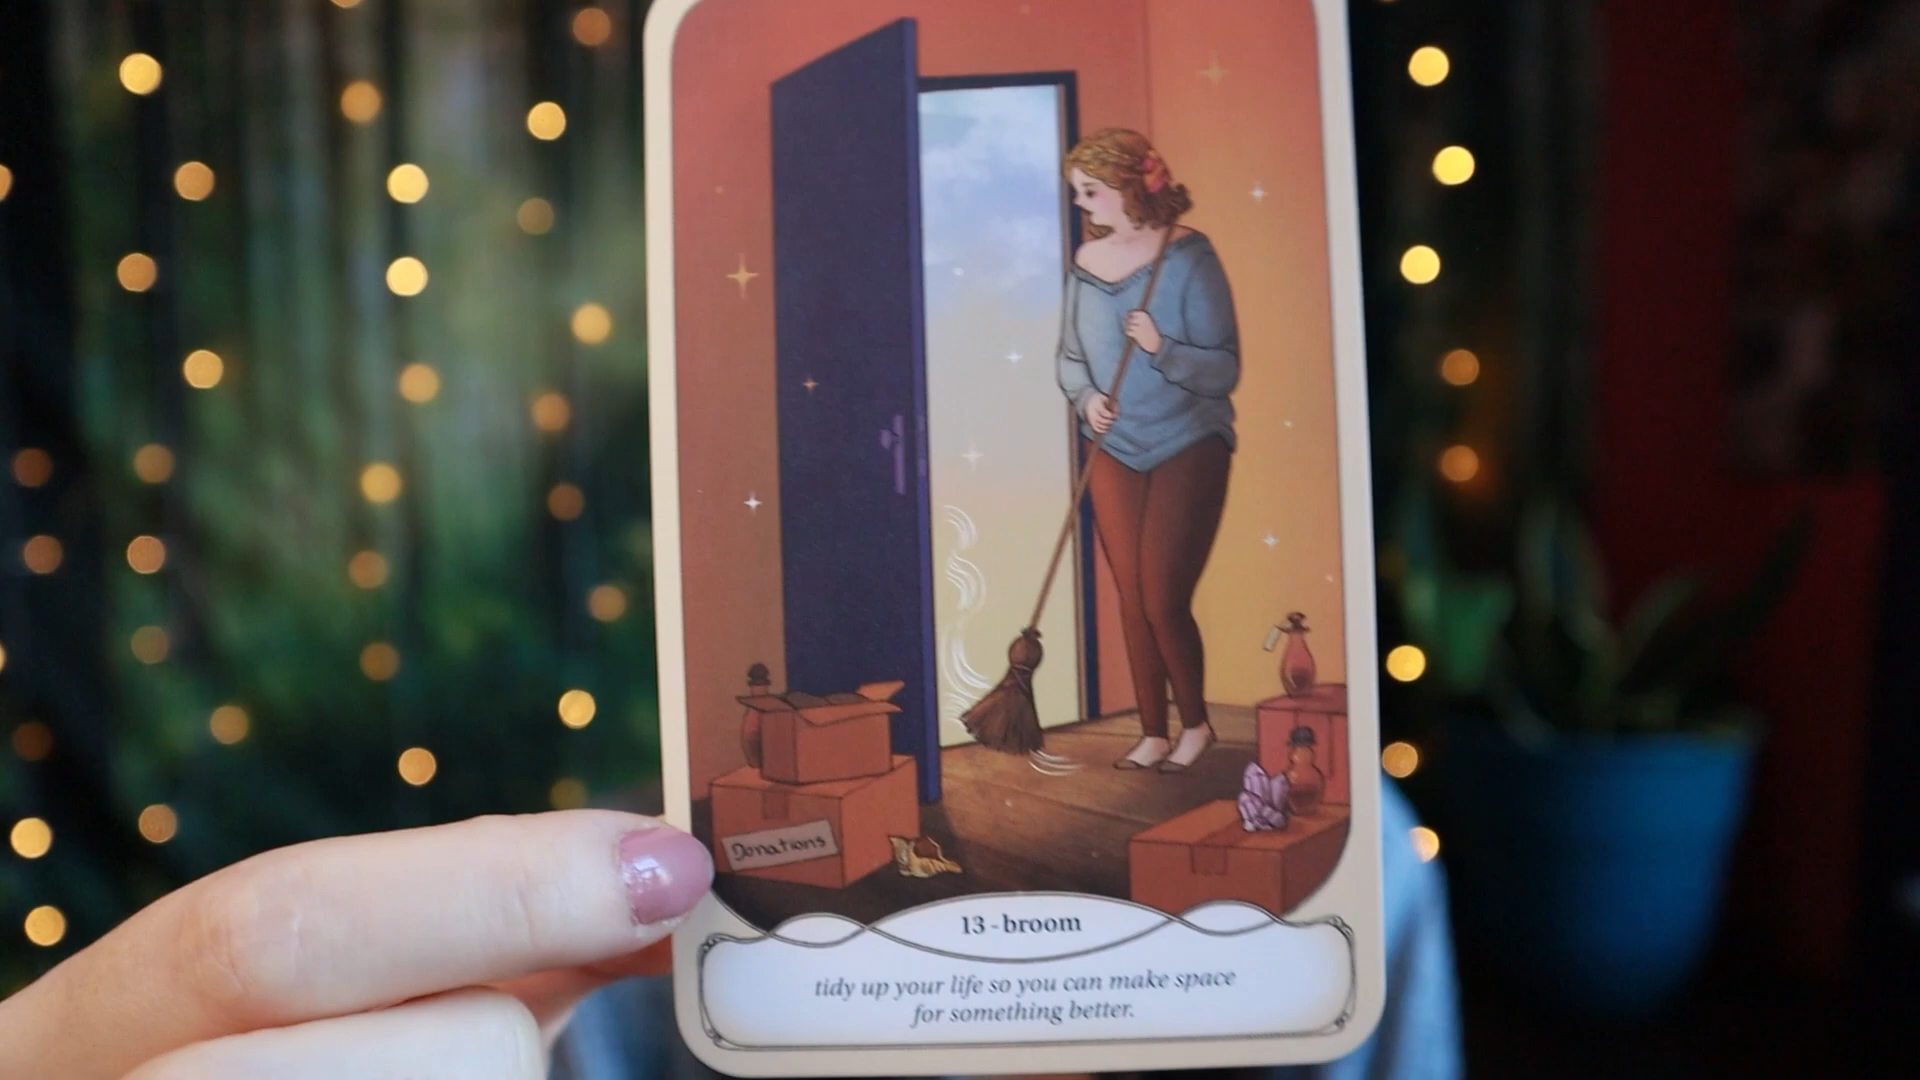 Donations
13 - broom
tidy up your life so you can make space
for something better.